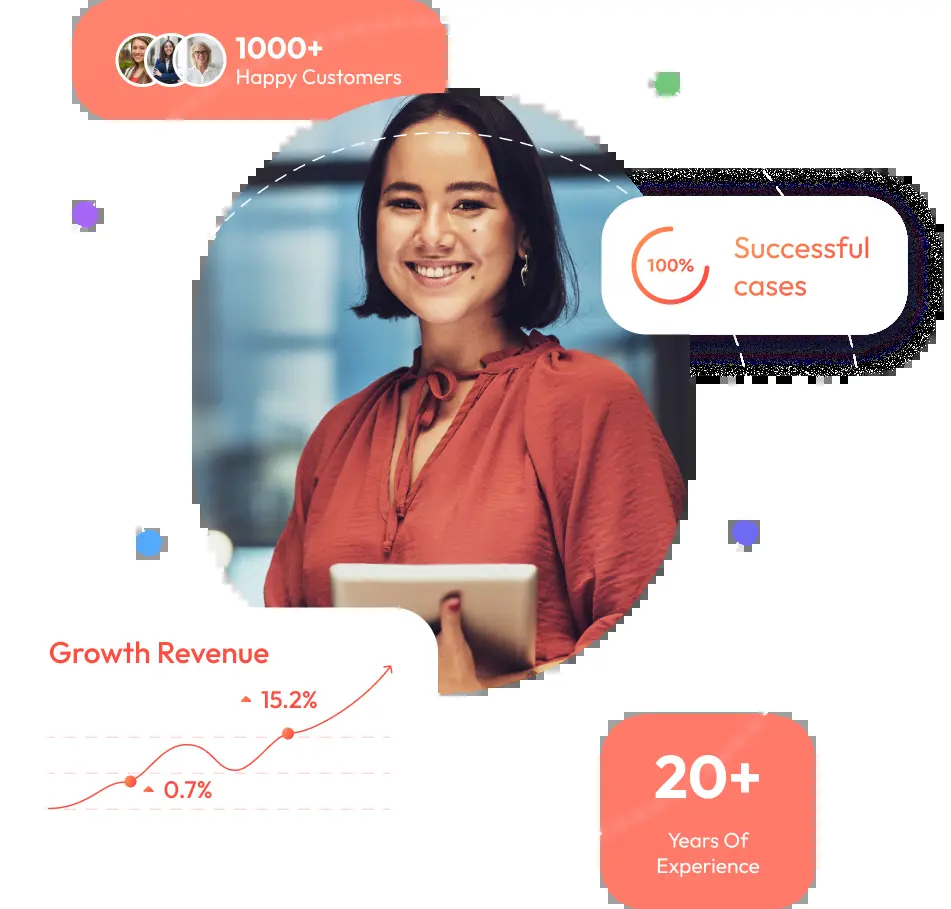 1000+
Happy Customers
100%
Successful
cases
Growth Revenue
15.2%
0.7%
20+
Years Of
Experience